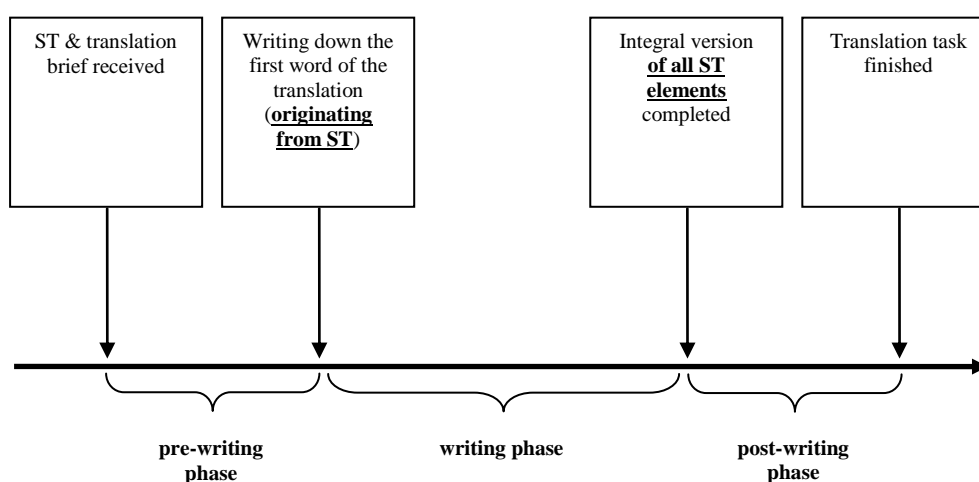 ST & translation
brief received
Writing down the
first word of the
translation
(originating
from ST)
Integral version
of all ST
elements
completed
Translation task
finished
pre-writing
phase
writing phase
post-writing
phase